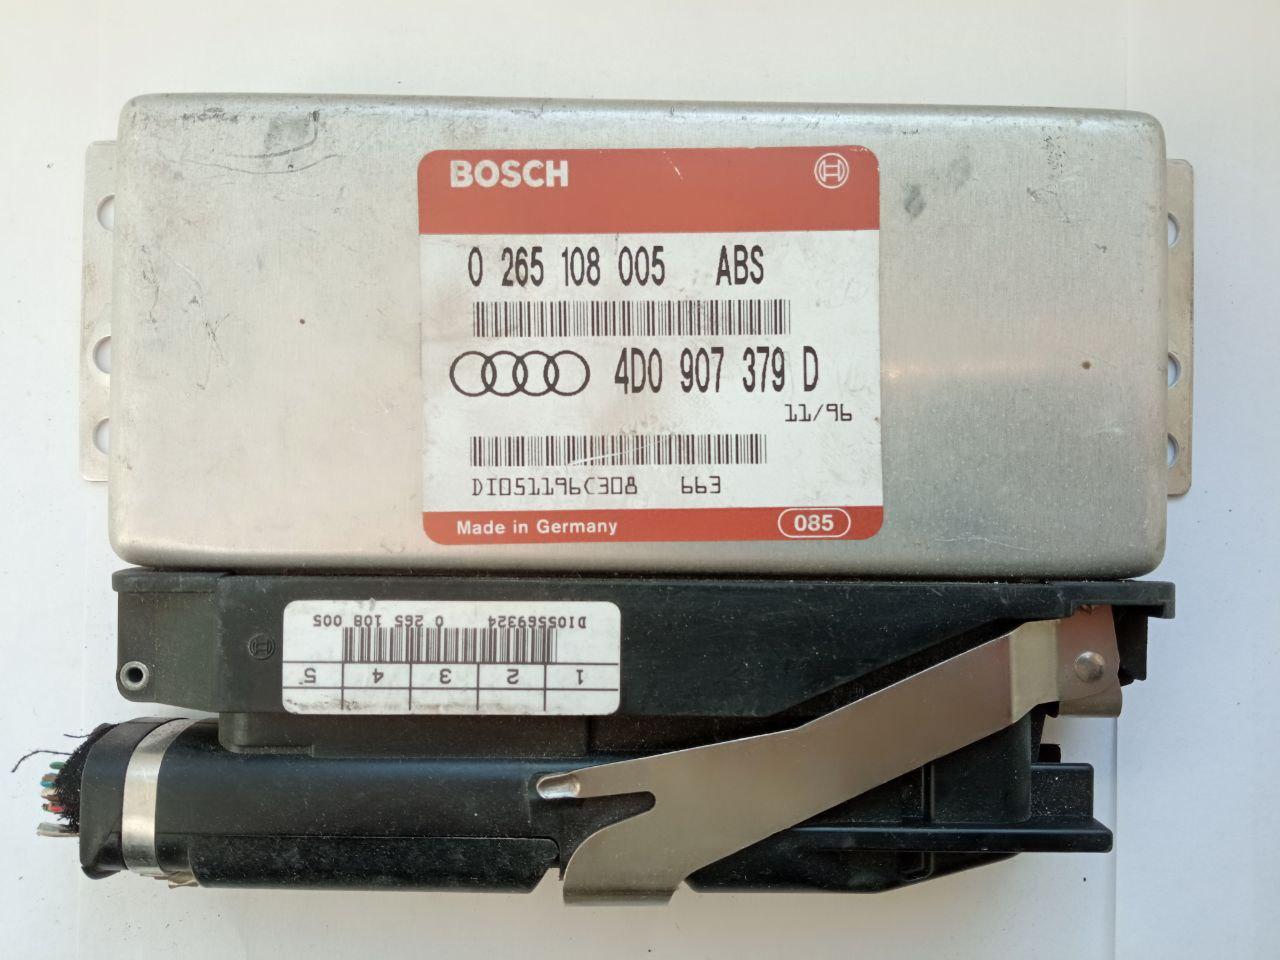 BOSCH
0 265 108 005 ABS
4D0 907 379 D
11/96
DI051196C308 663
Made in Germany 085
DI05569324 0 265 108 005
1 2 3 4 5